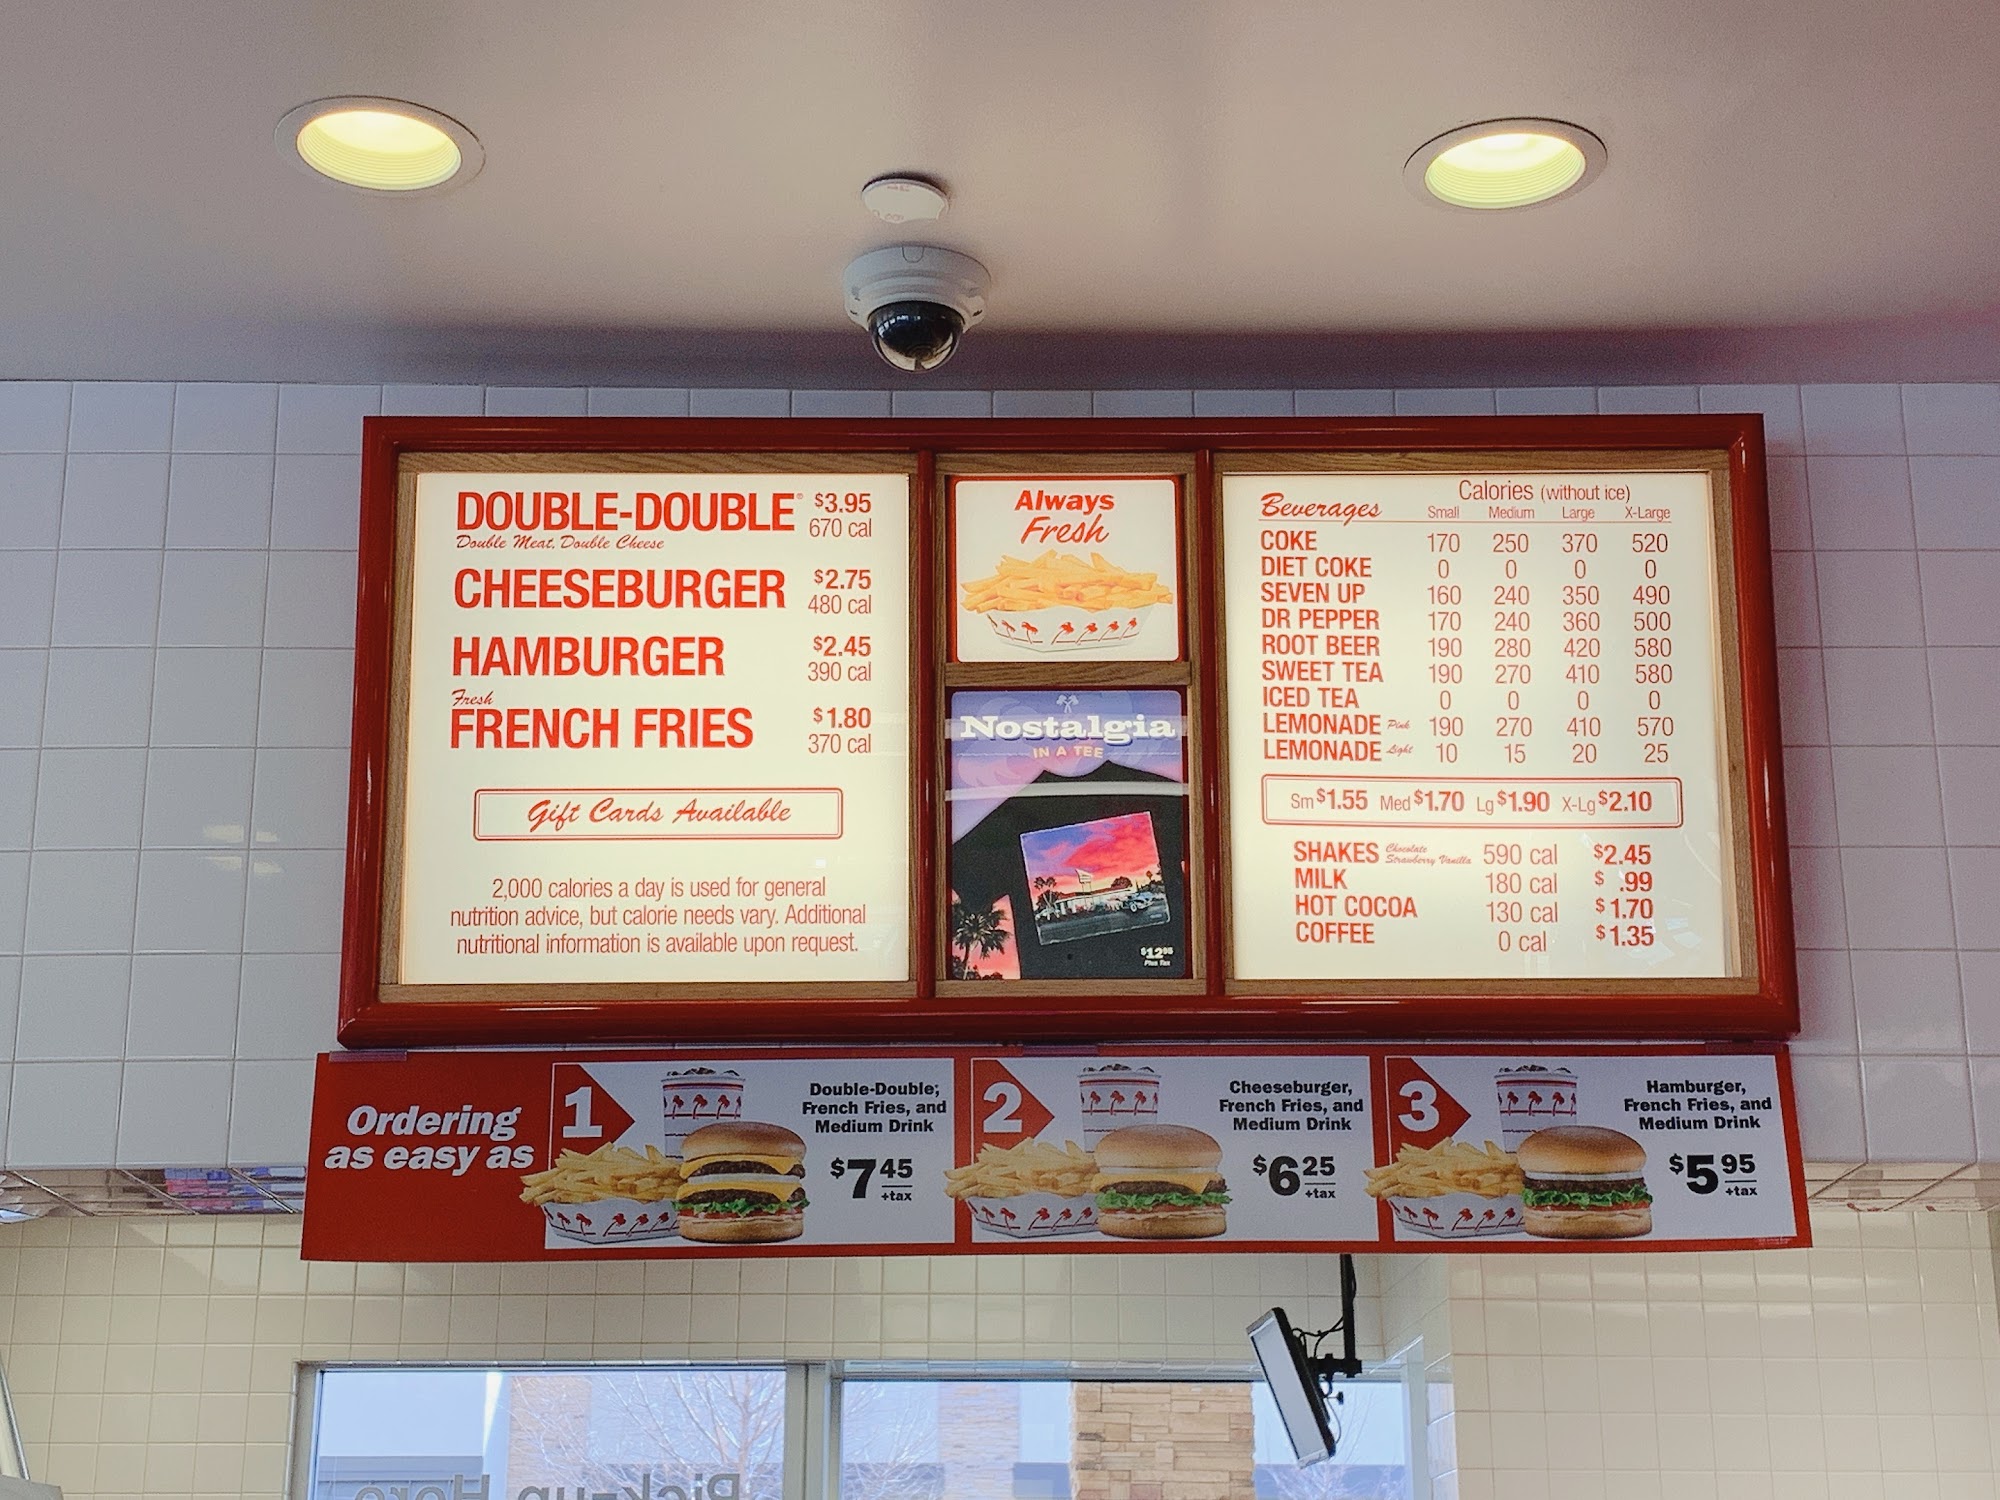 DOUBLE-DOUBLE® $3.95
Double Meat, Double Cheese 670 cal
CHEESEBURGER $2.75
480 cal
HAMBURGER $2.45
390 cal
Fresh
FRENCH FRIES $1.80
370 cal
Gift Cards Available
2,000 calories a day is used for general
nutrition advice, but calorie needs vary. Additional
nutritional information is available upon request.
Always
Fresh
Nostalgia
IN A TEE
$12.95
Plus Tax
Calories (without ice)
Beverages Small Medium Large X-Large
COKE 170 250 370 520
DIET COKE 0 0 0 0
SEVEN UP 160 240 350 490
DR PEPPER 170 240 360 500
ROOT BEER 190 280 420 580
SWEET TEA 190 270 410 580
ICED TEA 0 0 0 0
LEMONADE Pink 190 270 410 570
LEMONADE Light 10 15 20 25
Sm $1.55 Med $1.70 Lg $1.90 X-Lg $2.10
SHAKES Chocolate Strawberry Vanilla 590 cal $2.45
MILK 180 cal $ .99
HOT COCOA 130 cal $1.70
COFFEE 0 cal $1.35
Ordering
as easy as
1
Double-Double,
French Fries, and
Medium Drink
$7.45
+tax
2
Cheeseburger,
French Fries, and
Medium Drink
$6.25
+tax
3
Hamburger,
French Fries, and
Medium Drink
$5.95
+tax
Pick-up Here